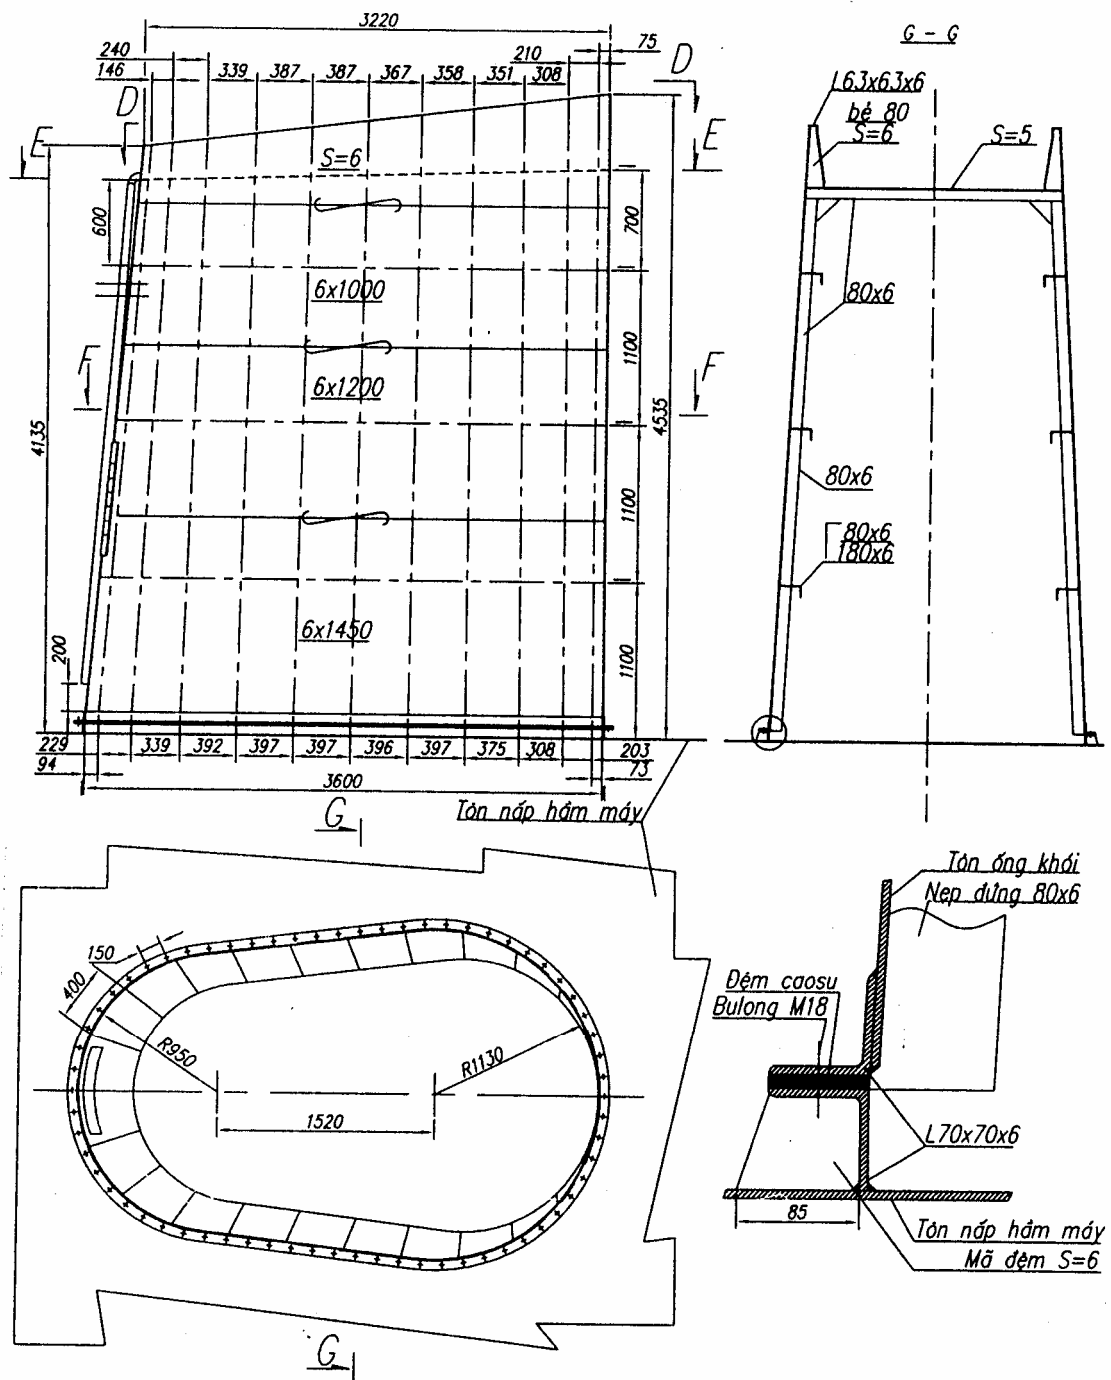 3220
240
210
75
146
339
387
387
367
358
351
308
D
D
E
E
S=6
600
700
6x1000
1100
F
F
6x1200
4135
4535
1100
6x1450
200
1100
229
339
392
397
397
396
397
375
308
203
94
73
3600
G
Tôn nắp hầm máy
G - G
L63x63x6
bẻ 80
S=6
S=5
80x6
80x6
80x6
180x6
150
400
R950
R1130
1520
G
Tôn ống khói
Nẹp đứng 80x6
Đệm caosu
Bulong M18
L70x70x6
85
Tôn nắp hầm máy
Mã đệm S=6